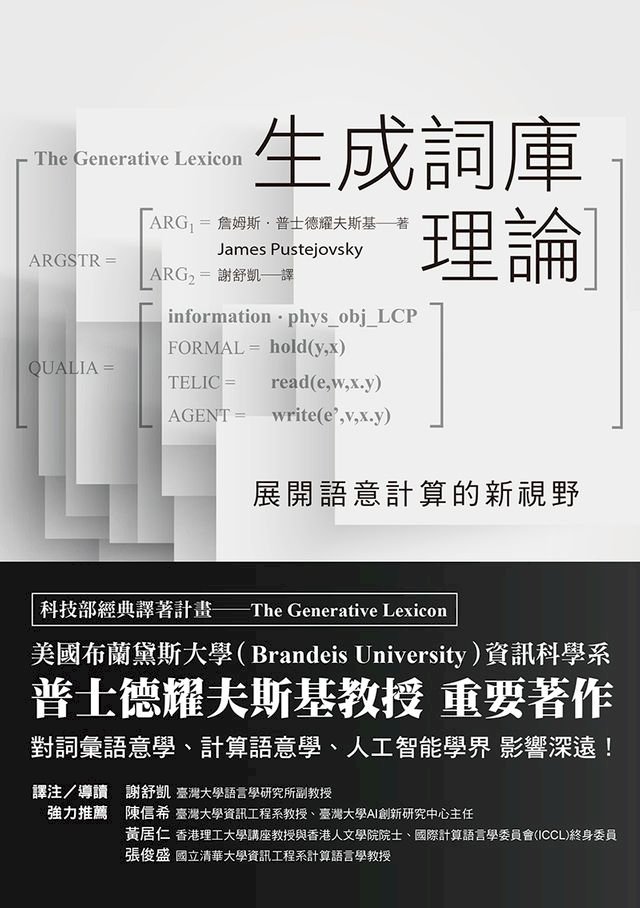 The Generative Lexicon
生成詞庫
理論
ARG1 = 詹姆斯．普士德耀夫斯基──著
James Pustejovsky
ARGSTR =
ARG2 = 謝舒凱──譯
information · phys_obj_LCP
QUALIA =
FORMAL = hold(y,x)
TELIC = read(e,w,x.y)
AGENT = write(e’,v,x.y)
展開語意計算的新視野
科技部經典譯著計畫──The Generative Lexicon
美國布蘭黛斯大學（Brandeis University）資訊科學系
普士德耀夫斯基教授 重要著作
對詞彙語意學、計算語意學、人工智能學界 影響深遠！
譯注／導讀 謝舒凱 臺灣大學語言學研究所副教授
強力推薦 陳信希 臺灣大學資訊工程系教授、臺灣大學AI創新研究中心主任
黃居仁 香港理工大學講座教授與香港人文學院院士、國際計算語言學委員會(ICCL)終身委員
張俊盛 國立清華大學資訊工程系計算語言學教授